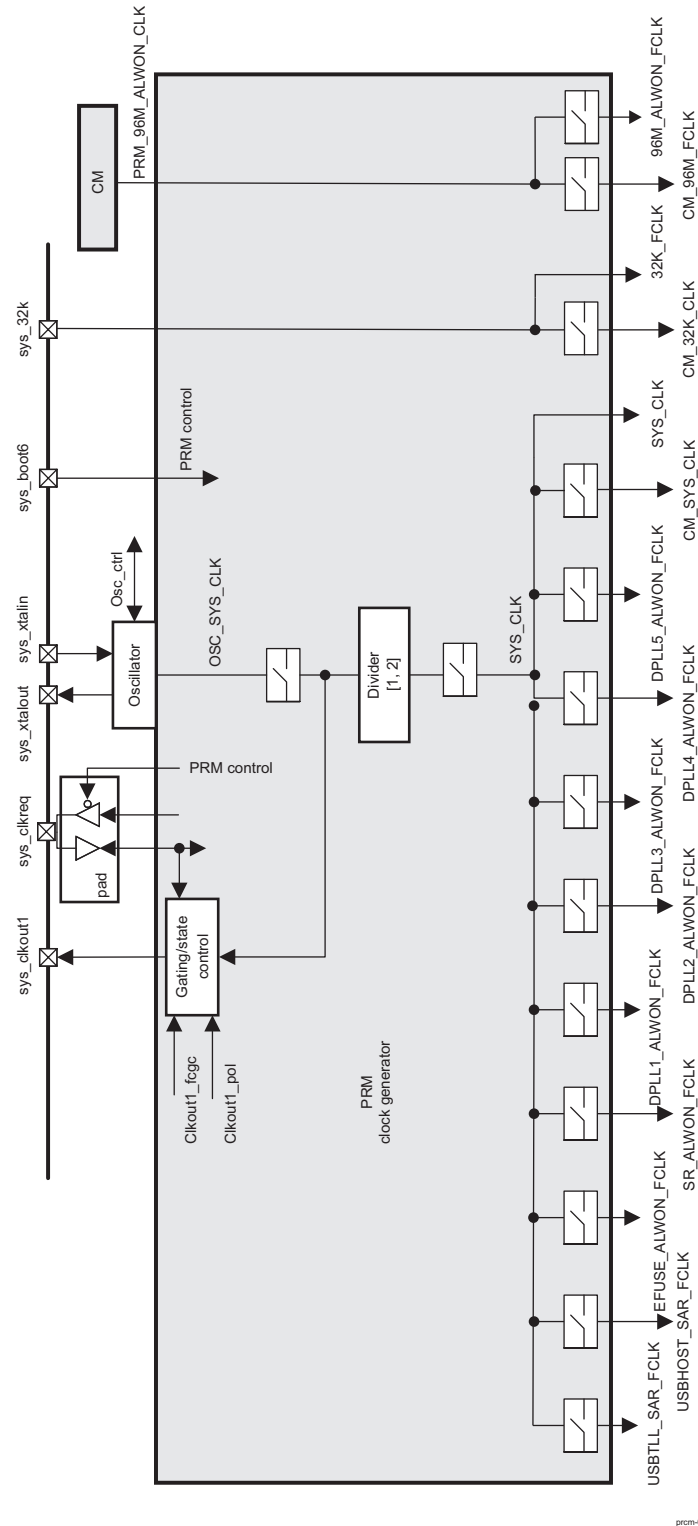 sys_clkout1
sys_clkreq
sys_xtalout
sys_xtalin
sys_boot6
sys_32k
CM
PRM_96M_ALWON_CLK
pad
Oscillator
Osc_ctrl
PRM control
PRM control
Gating/state
control
Clkout1_fcgc
Clkout1_pol
OSC_SYS_CLK
Divider
[1, 2]
PRM
clock generator
SYS_CLK
USBTLL_SAR_FCLK
USBHOST_SAR_FCLK
EFUSE_ALWON_FCLK
SR_ALWON_FCLK
DPLL1_ALWON_FCLK
DPLL2_ALWON_FCLK
DPLL3_ALWON_FCLK
DPLL4_ALWON_FCLK
DPLL5_ALWON_FCLK
CM_SYS_CLK
SYS_CLK
CM_32K_CLK
32K_FCLK
CM_96M_FCLK
96M_ALWON_FCLK